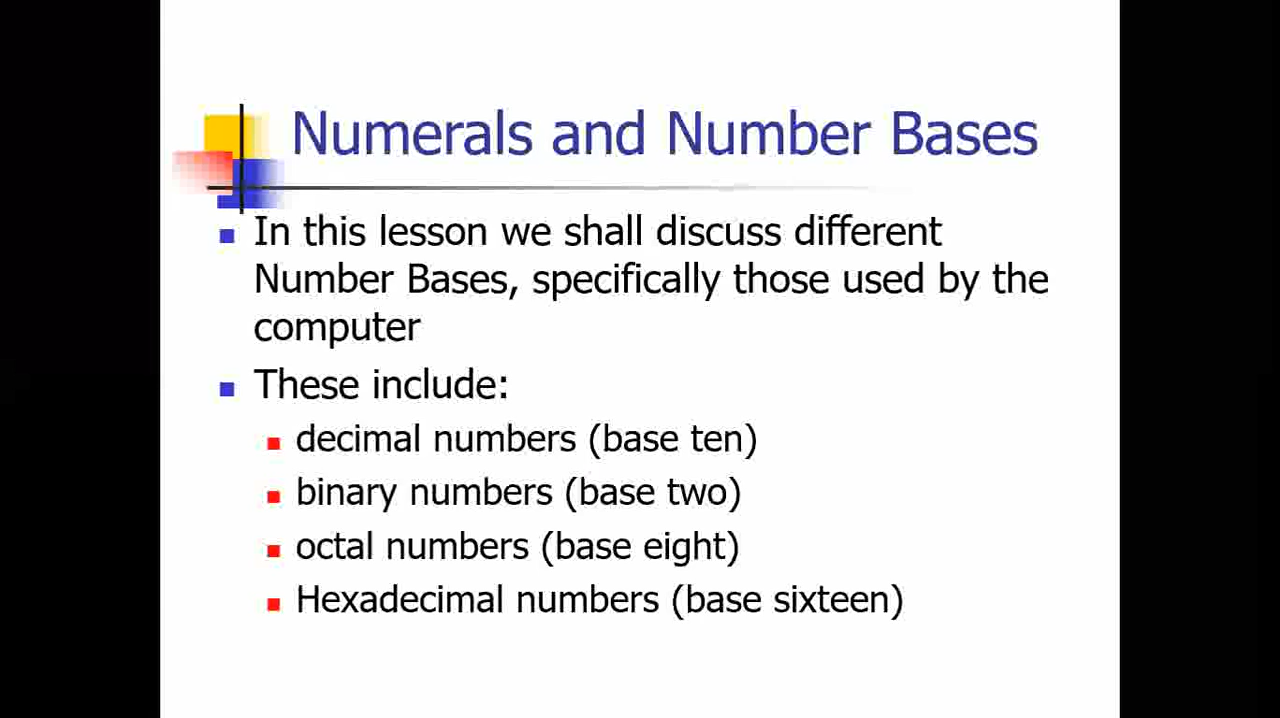 Numerals and Number Bases
In this lesson we shall discuss different
Number Bases, specifically those used by the
computer
These include:
decimal numbers (base ten)
binary numbers (base two)
octal numbers (base eight)
Hexadecimal numbers (base sixteen)